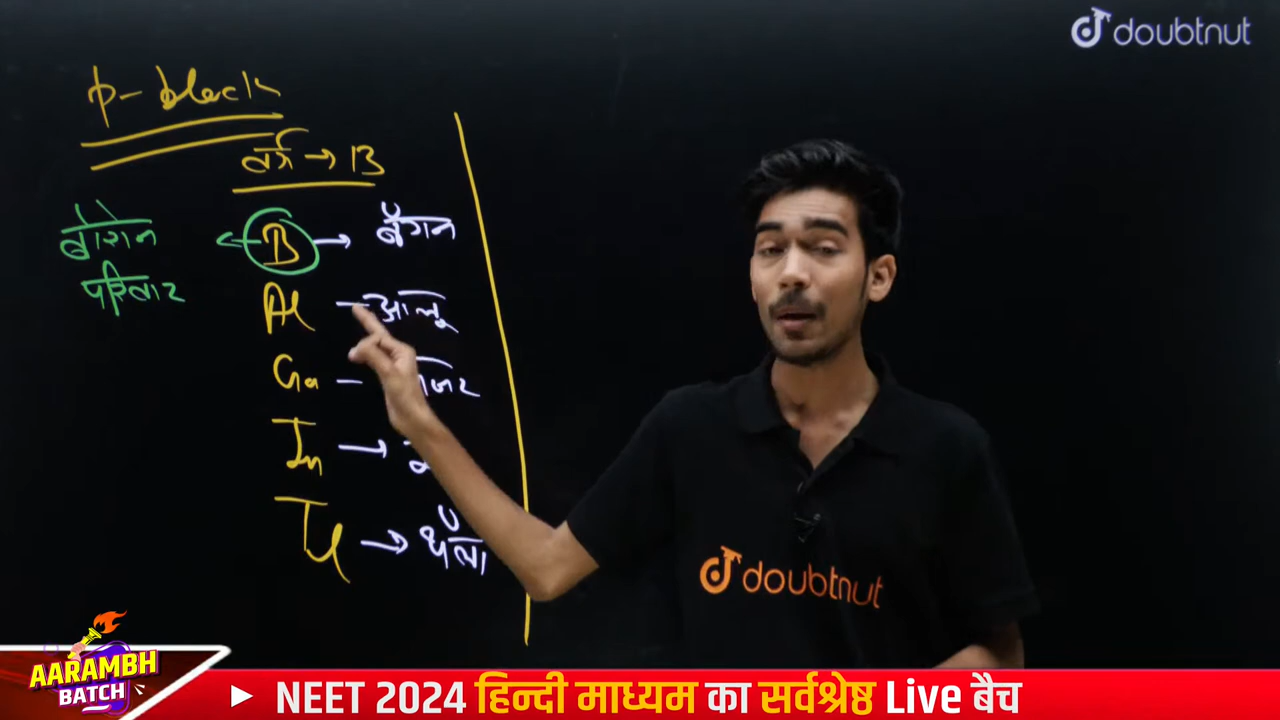 doubtnut
p-block
वर्ग → 13
बोरोन
परिवार
B → बैंगन
Al - आलू
Ga -
In →
Tl → थैला
doubtnut
AARAMBH
BATCH
NEET 2024 हिन्दी माध्यम का सर्वश्रेष्ठ Live बैच